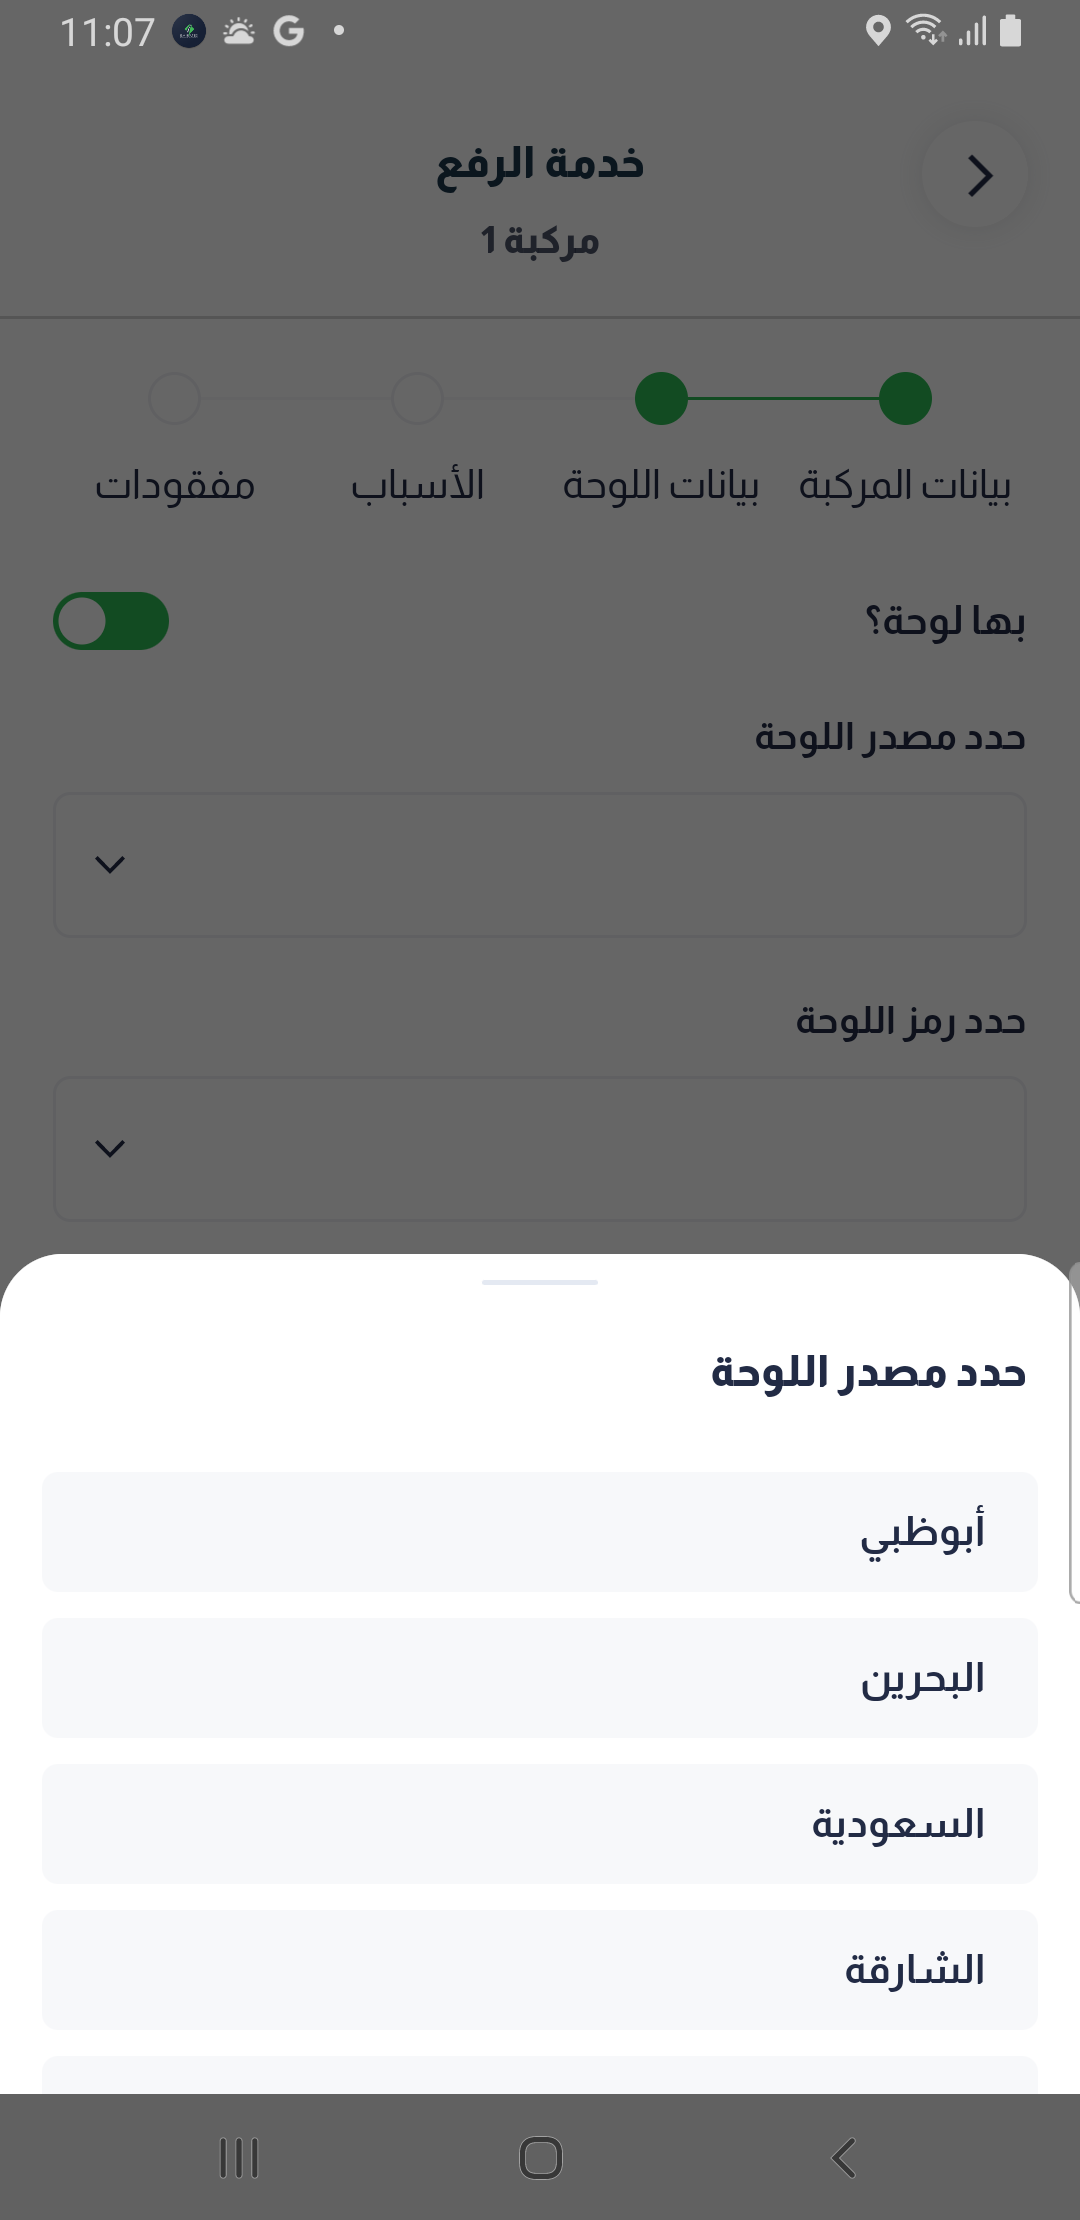 11:07
خدمة الرفع
مركبة 1
بيانات المركبة بيانات اللوحة الأسباب مفقودات
بها لوحة؟
حدد مصدر اللوحة
حدد رمز اللوحة
حدد مصدر اللوحة
أبوظبي
البحرين
السعودية
الشارقة